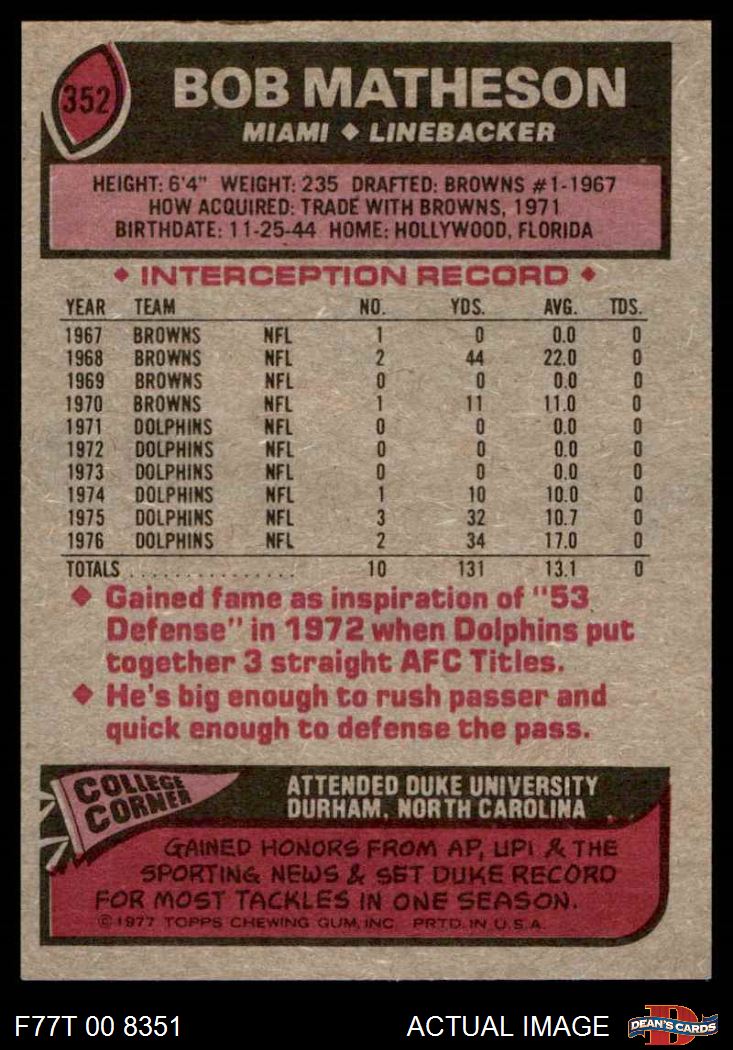 352
BOB MATHESON
MIAMI ◆ LINEBACKER
HEIGHT: 6'4" WEIGHT: 235 DRAFTED: BROWNS #1-1967
HOW ACQUIRED: TRADE WITH BROWNS, 1971
BIRTHDATE: 11-25-44 HOME: HOLLYWOOD, FLORIDA
◆ INTERCEPTION RECORD ◆
YEAR TEAM NO. YDS. AVG. TDS.
1967 BROWNS NFL 1 0 0.0 0
1968 BROWNS NFL 2 44 22.0 0
1969 BROWNS NFL 0 0 0.0 0
1970 BROWNS NFL 1 11 11.0 0
1971 DOLPHINS NFL 0 0 0.0 0
1972 DOLPHINS NFL 0 0 0.0 0
1973 DOLPHINS NFL 0 0 0.0 0
1974 DOLPHINS NFL 1 10 10.0 0
1975 DOLPHINS NFL 3 32 10.7 0
1976 DOLPHINS NFL 2 34 17.0 0
TOTALS ................ 10 131 13.1 0
◆ Gained fame as inspiration of "53
Defense" in 1972 when Dolphins put
together 3 straight AFC Titles.
◆ He's big enough to rush passer and
quick enough to defense the pass.
COLLEGE
CORNER
ATTENDED DUKE UNIVERSITY
DURHAM, NORTH CAROLINA
GAINED HONORS FROM AP, UPI & THE
SPORTING NEWS & SET DUKE RECORD
FOR MOST TACKLES IN ONE SEASON.
©1977 TOPPS CHEWING GUM, INC. PRTD. IN U.S.A.
F77T 00 8351
ACTUAL IMAGE
D
DEAN'S CARDS